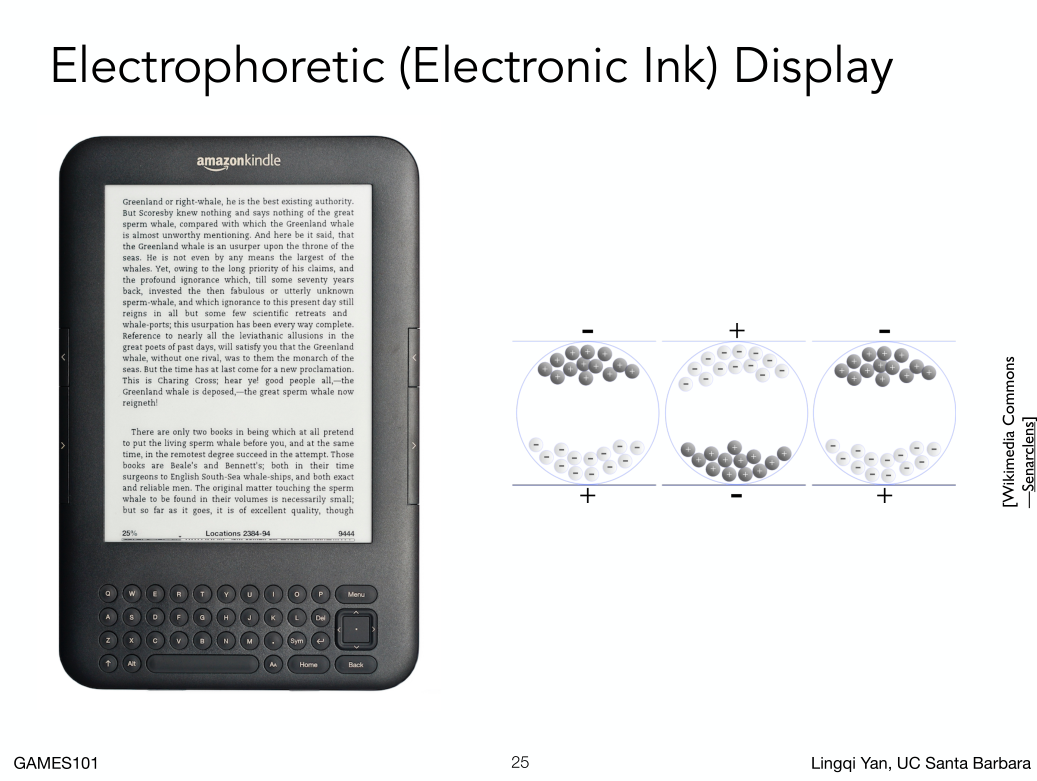 Electrophoretic (Electronic Ink) Display
amazonkindle
Greenland or right-whale, he is the best existing authority.
But Scoresby knew nothing and says nothing of the great
sperm whale, compared with which the Greenland whale
is almost unworthy mentioning. And here be it said, that
the Greenland whale is an usurper upon the throne of the
seas. He is not even by any means the largest of the
whales. Yet, owing to the long priority of his claims, and
the profound ignorance which, till some seventy years
back, invested the then fabulous or utterly unknown
sperm-whale, and which ignorance to this present day still
reigns in all but some few scientific retreats and
whale-ports; this usurpation has been every way complete.
Reference to nearly all the leviathanic allusions in the
great poets of past days, will satisfy you that the Greenland
whale, without one rival, was to them the monarch of the
seas. But the time has at last come for a new proclamation.
This is Charing Cross; hear ye! good people all,—the
Greenland whale is deposed,—the great sperm whale now
reigneth!
There are only two books in being which at all pretend
to put the living sperm whale before you, and at the same
time, in the remotest degree succeed in the attempt. Those
books are Beale's and Bennett's; both in their time
surgeons to English South-Sea whale-ships, and both exact
and reliable men. The original matter touching the sperm
whale to be found in their volumes is necessarily small;
but so far as it goes, it is of excellent quality, though
25% Locations 2384-94 9444
Q W E R T Y U I O P Menu
A S D F G H J K L Del
Z X C V B N M . Sym
Alt Aa Home Back
- + -
+ - +
[Wikimedia Commons
—Senarclens]
GAMES101 25 Lingqi Yan, UC Santa Barbara